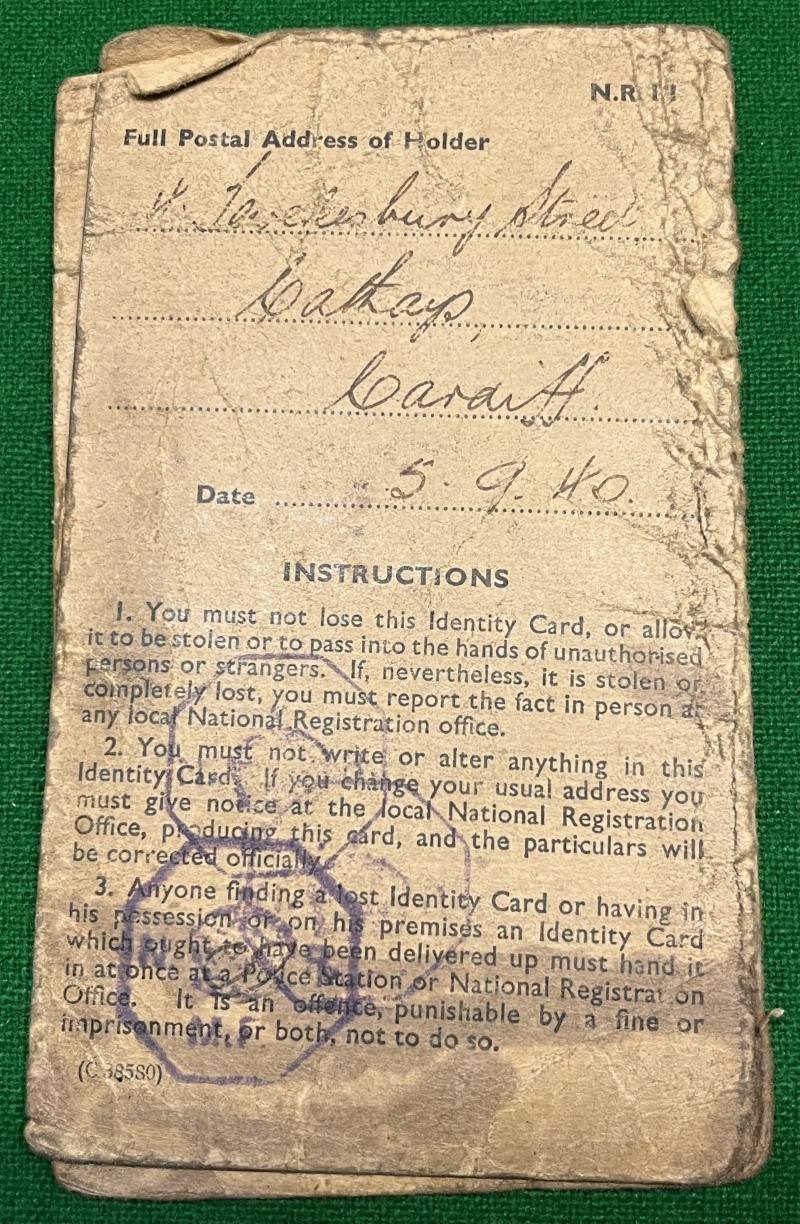 N.R. 11
Full Postal Address of Holder
Tewkesbury Street
Cathays,
Cardiff.
Date 5. 9. 40.
INSTRUCTIONS
1. You must not lose this Identity Card, or allow
it to be stolen or to pass into the hands of unauthorised
persons or strangers. If, nevertheless, it is stolen or
completely lost, you must report the fact in person at
any local National Registration office.
2. You must not write or alter anything in this
Identity Card. If you change your usual address you
must give notice at the local National Registration
Office, producing this card, and the particulars will
be corrected officially.
3. Anyone finding a lost Identity Card or having in
his possession or on his premises an Identity Card
which ought to have been delivered up must hand it
in at once at a Police Station or National Registration
Office. It is an offence, punishable by a fine or
imprisonment, or both, not to do so.